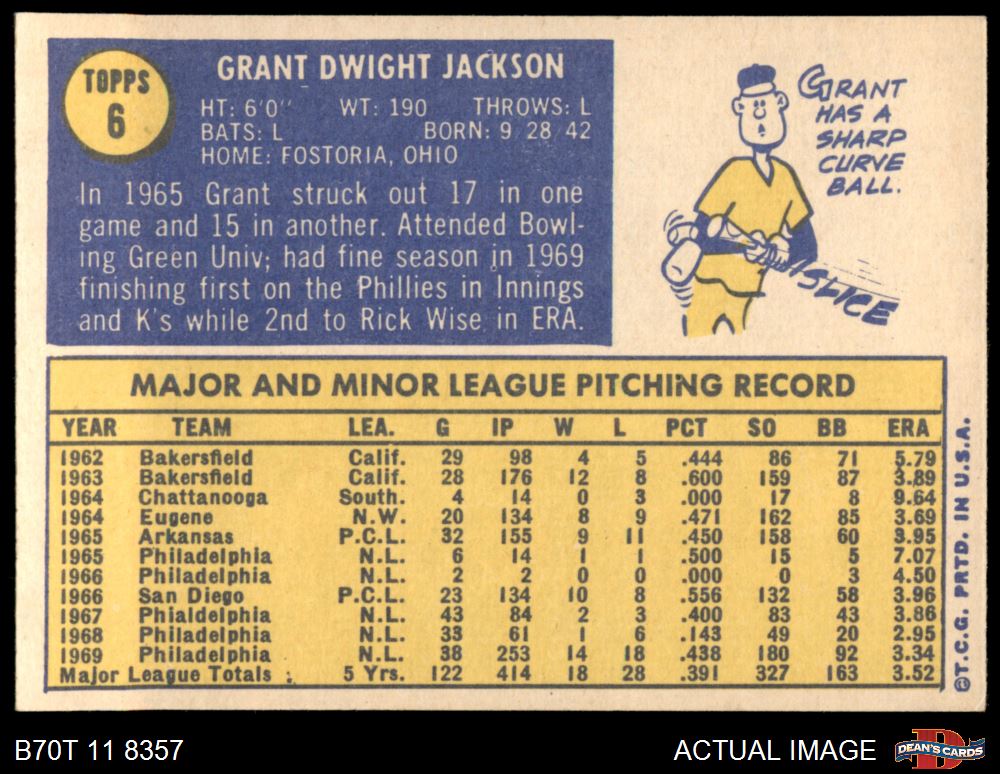 TOPPS
6
GRANT DWIGHT JACKSON
HT: 6'0" WT: 190 THROWS: L
BATS: L BORN: 9 28 42
HOME: FOSTORIA, OHIO
In 1965 Grant struck out 17 in one
game and 15 in another. Attended Bowl-
ing Green Univ; had fine season in 1969
finishing first on the Phillies in Innings
and K's while 2nd to Rick Wise in ERA.
GRANT
HAS A
SHARP
CURVE
BALL.
SLICE
MAJOR AND MINOR LEAGUE PITCHING RECORD
YEAR TEAM LEA. G IP W L PCT SO BB ERA
1962 Bakersfield Calif. 29 98 4 5 .444 86 71 5.79
1963 Bakersfield Calif. 28 176 12 8 .600 159 87 3.89
1964 Chattanooga South. 4 14 0 3 .000 17 8 9.64
1964 Eugene N.W. 20 134 8 9 .471 162 85 3.69
1965 Arkansas P.C.L. 32 155 9 11 .450 158 60 3.95
1965 Philadelphia N.L. 6 14 1 1 .500 15 5 7.07
1966 Philadelphia N.L. 2 2 0 0 .000 0 3 4.50
1966 San Diego P.C.L. 23 134 10 8 .556 132 58 3.96
1967 Phialdelphia N.L. 43 84 2 3 .400 83 43 3.86
1968 Philadelphia N.L. 33 61 1 6 .143 49 20 2.95
1969 Philadelphia N.L. 38 253 14 18 .438 180 92 3.34
Major League Totals 5 Yrs. 122 414 18 28 .391 327 163 3.52
©T.C.G. PRTD. IN U.S.A.
B70T 11 8357
ACTUAL IMAGE
DEAN'S CARDS